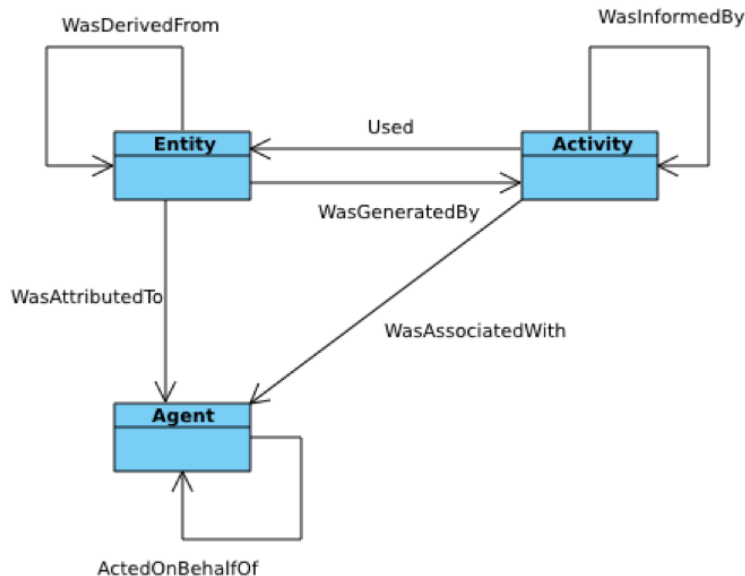 WasInformedBy
WasDerivedFrom
Used
Entity
Activity
WasGeneratedBy
WasAttributedTo
WasAssociatedWith
Agent
ActedOnBehalfOf